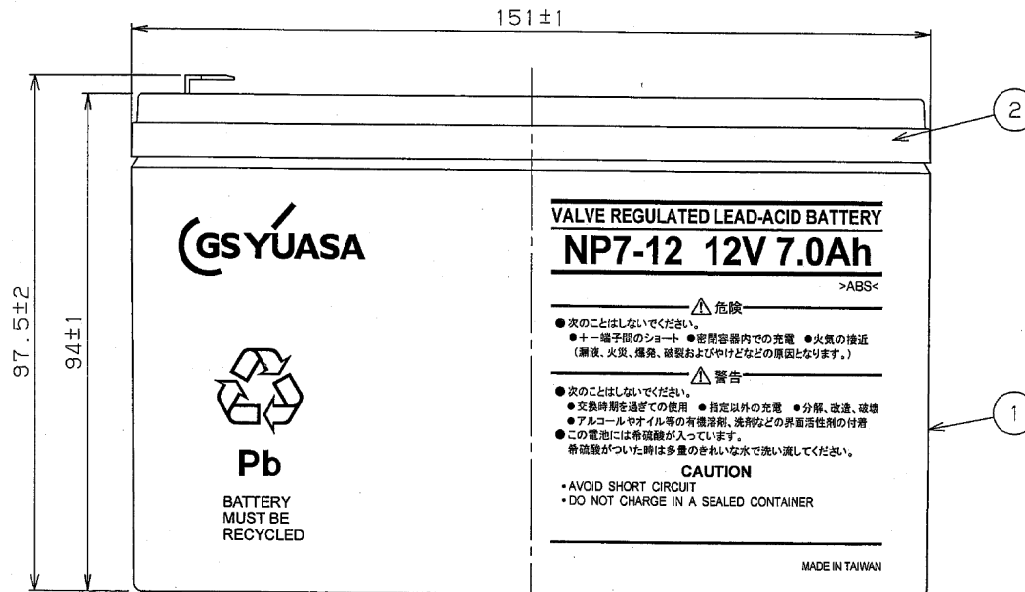 151±1
97.5±2
94±1
2
1
GS YUASA
Pb
BATTERY
MUST BE
RECYCLED
VALVE REGULATED LEAD-ACID BATTERY
NP7-12 12V 7.0Ah
>ABS<
危険
●次のことはしないでください。
●+-端子間のショート ●密閉容器内での充電 ●火気の接近
(漏液、火災、爆発、破裂およびやけどなどの原因となります。)
警告
●次のことはしないでください。
●交換時期を過ぎての使用 ●指定以外の充電 ●分解、改造、破壊
●アルコールやオイル等の有機溶剤、洗剤などの界面活性剤の付着
●この電池には希硫酸が入っています。
希硫酸がついた時は多量のきれいな水で洗い流してください。
CAUTION
•AVOID SHORT CIRCUIT
•DO NOT CHARGE IN A SEALED CONTAINER
MADE IN TAIWAN